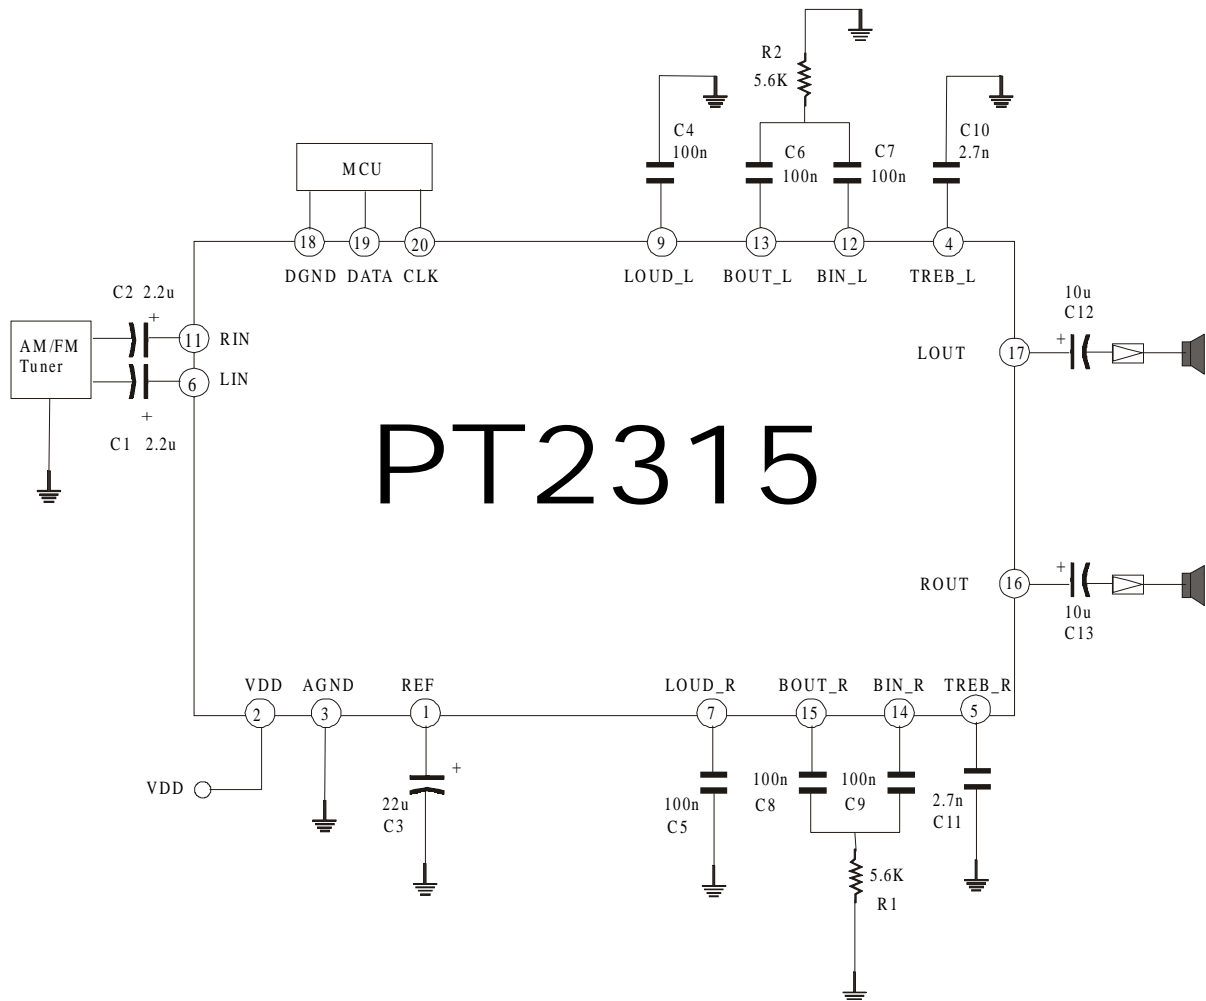 R2
5.6K
C4
100n
C6
100n
C7
100n
C10
2.7n
MCU
18
19
20
9
13
12
4
DGND
DATA
CLK
LOUD_L
BOUT_L
BIN_L
TREB_L
C2 2.2u
+
11
RIN
AM/FM
Tuner
6
LIN
+
C1 2.2u
10u
C12
+
LOUT
17
PT2315
ROUT
16
+
10u
C13
VDD
AGND
REF
LOUD_R
BOUT_R
BIN_R
TREB_R
2
3
1
7
15
14
5
VDD
+
22u
C3
100n
C5
100n
C8
100n
C9
2.7n
C11
5.6K
R1